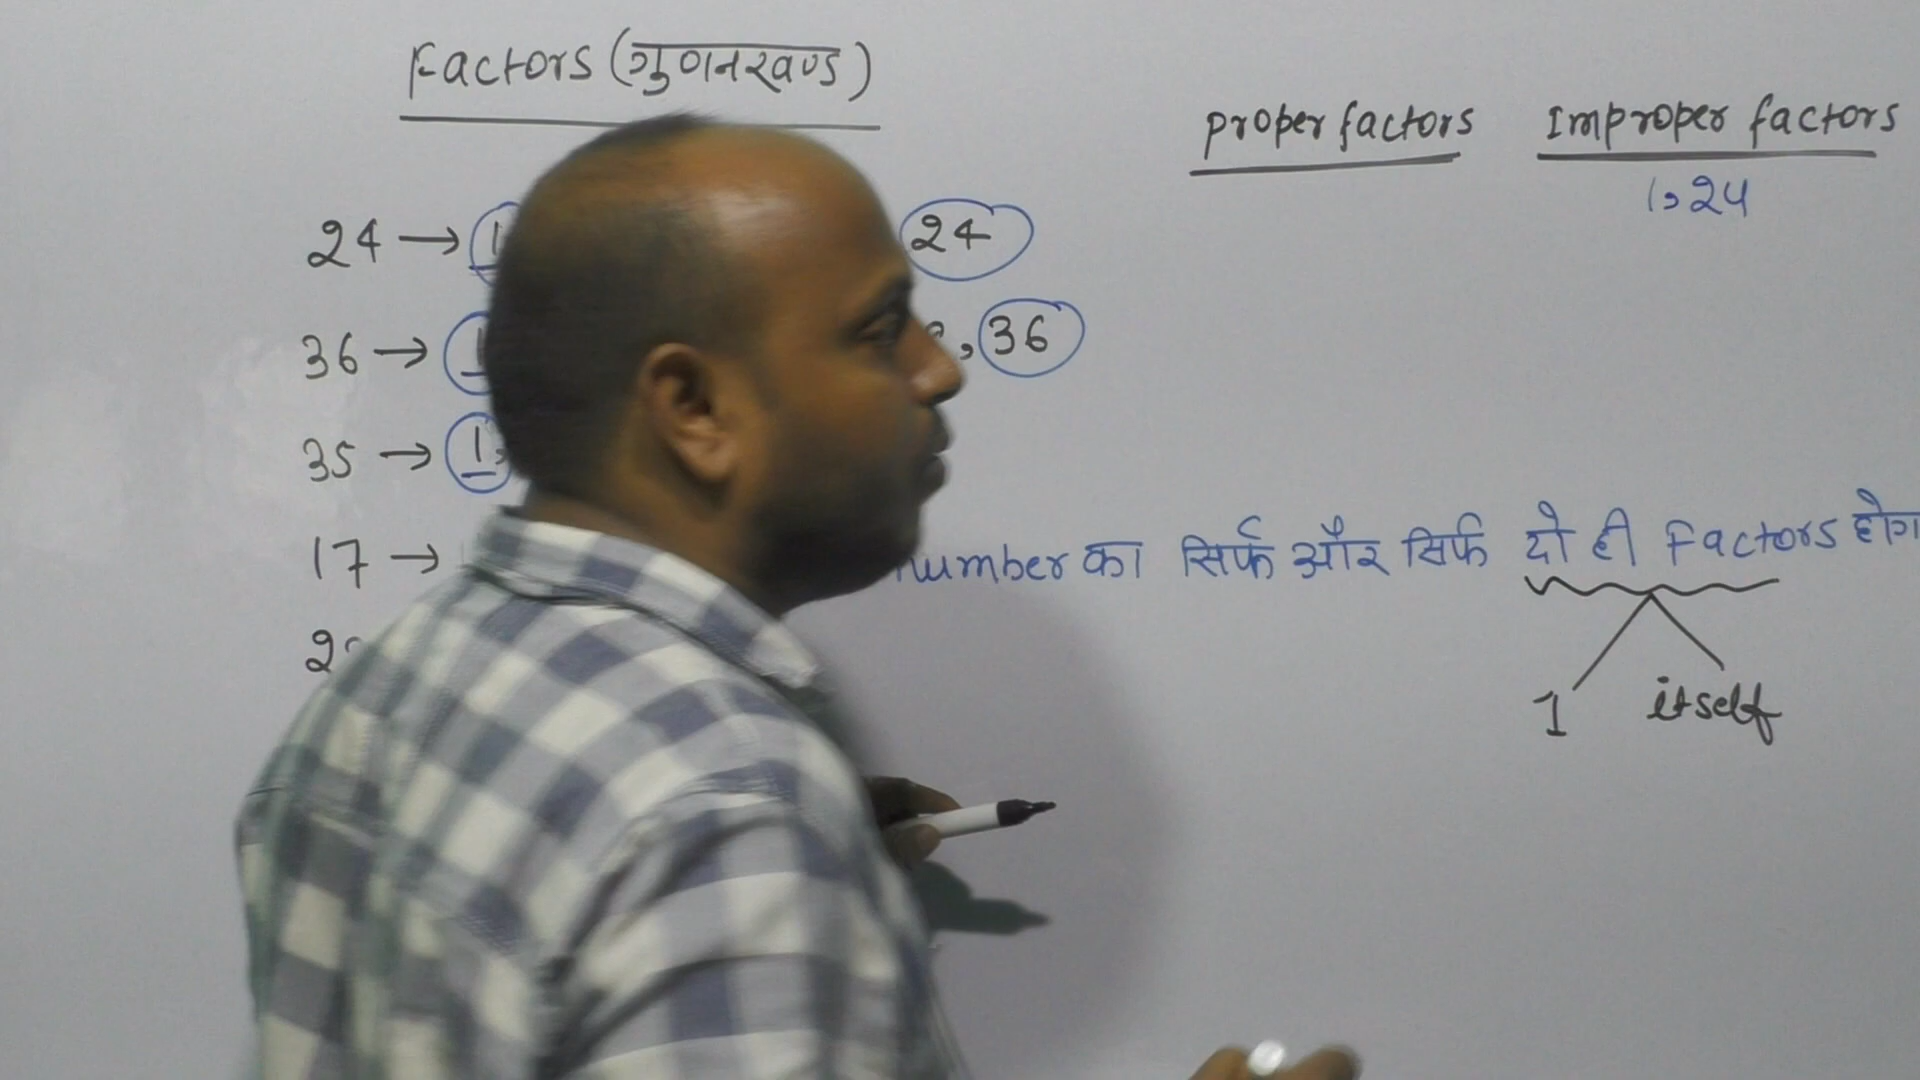 Factors (गुणनखण्ड)
proper factors Improper factors
1,24
24 → 1 24
36 → 1 , 36
35 → 1,
17 → number का सिर्फ और सिर्फ दो ही Factors
1 itself